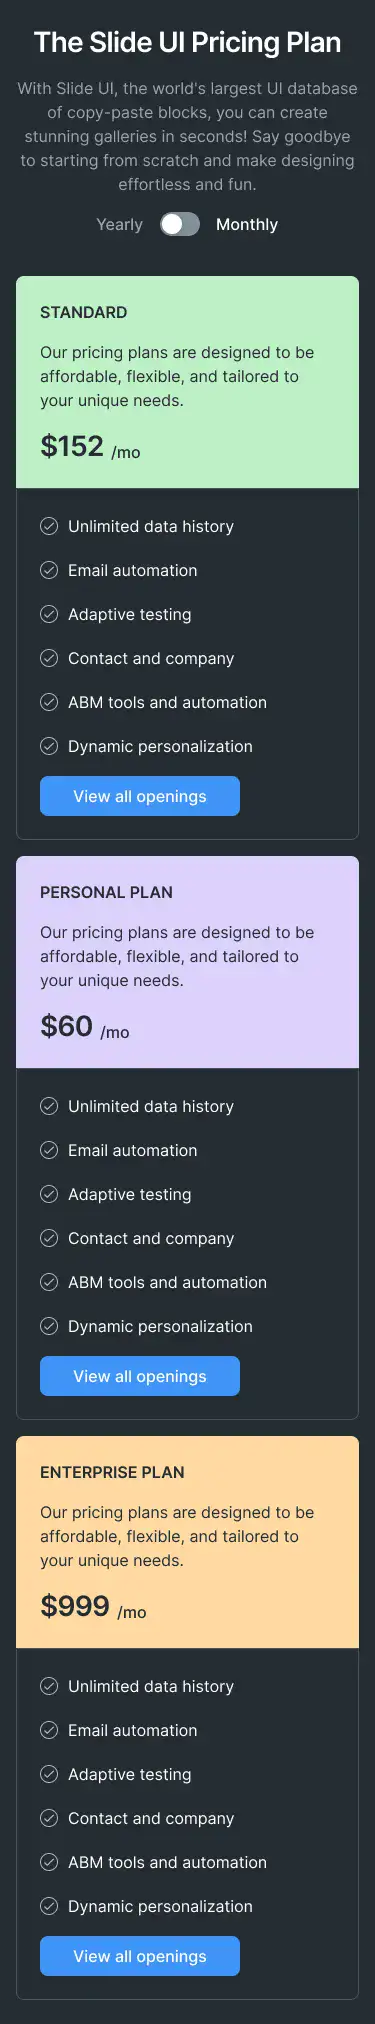 The Slide UI Pricing Plan
With Slide UI, the world's largest UI database
of copy-paste blocks, you can create
stunning galleries in seconds! Say goodbye
to starting from scratch and make designing
effortless and fun.
Yearly Monthly
STANDARD
Our pricing plans are designed to be
affordable, flexible, and tailored to
your unique needs.
$152 /mo
Unlimited data history
Email automation
Adaptive testing
Contact and company
ABM tools and automation
Dynamic personalization
View all openings
PERSONAL PLAN
Our pricing plans are designed to be
affordable, flexible, and tailored to
your unique needs.
$60 /mo
Unlimited data history
Email automation
Adaptive testing
Contact and company
ABM tools and automation
Dynamic personalization
View all openings
ENTERPRISE PLAN
Our pricing plans are designed to be
affordable, flexible, and tailored to
your unique needs.
$999 /mo
Unlimited data history
Email automation
Adaptive testing
Contact and company
ABM tools and automation
Dynamic personalization
View all openings